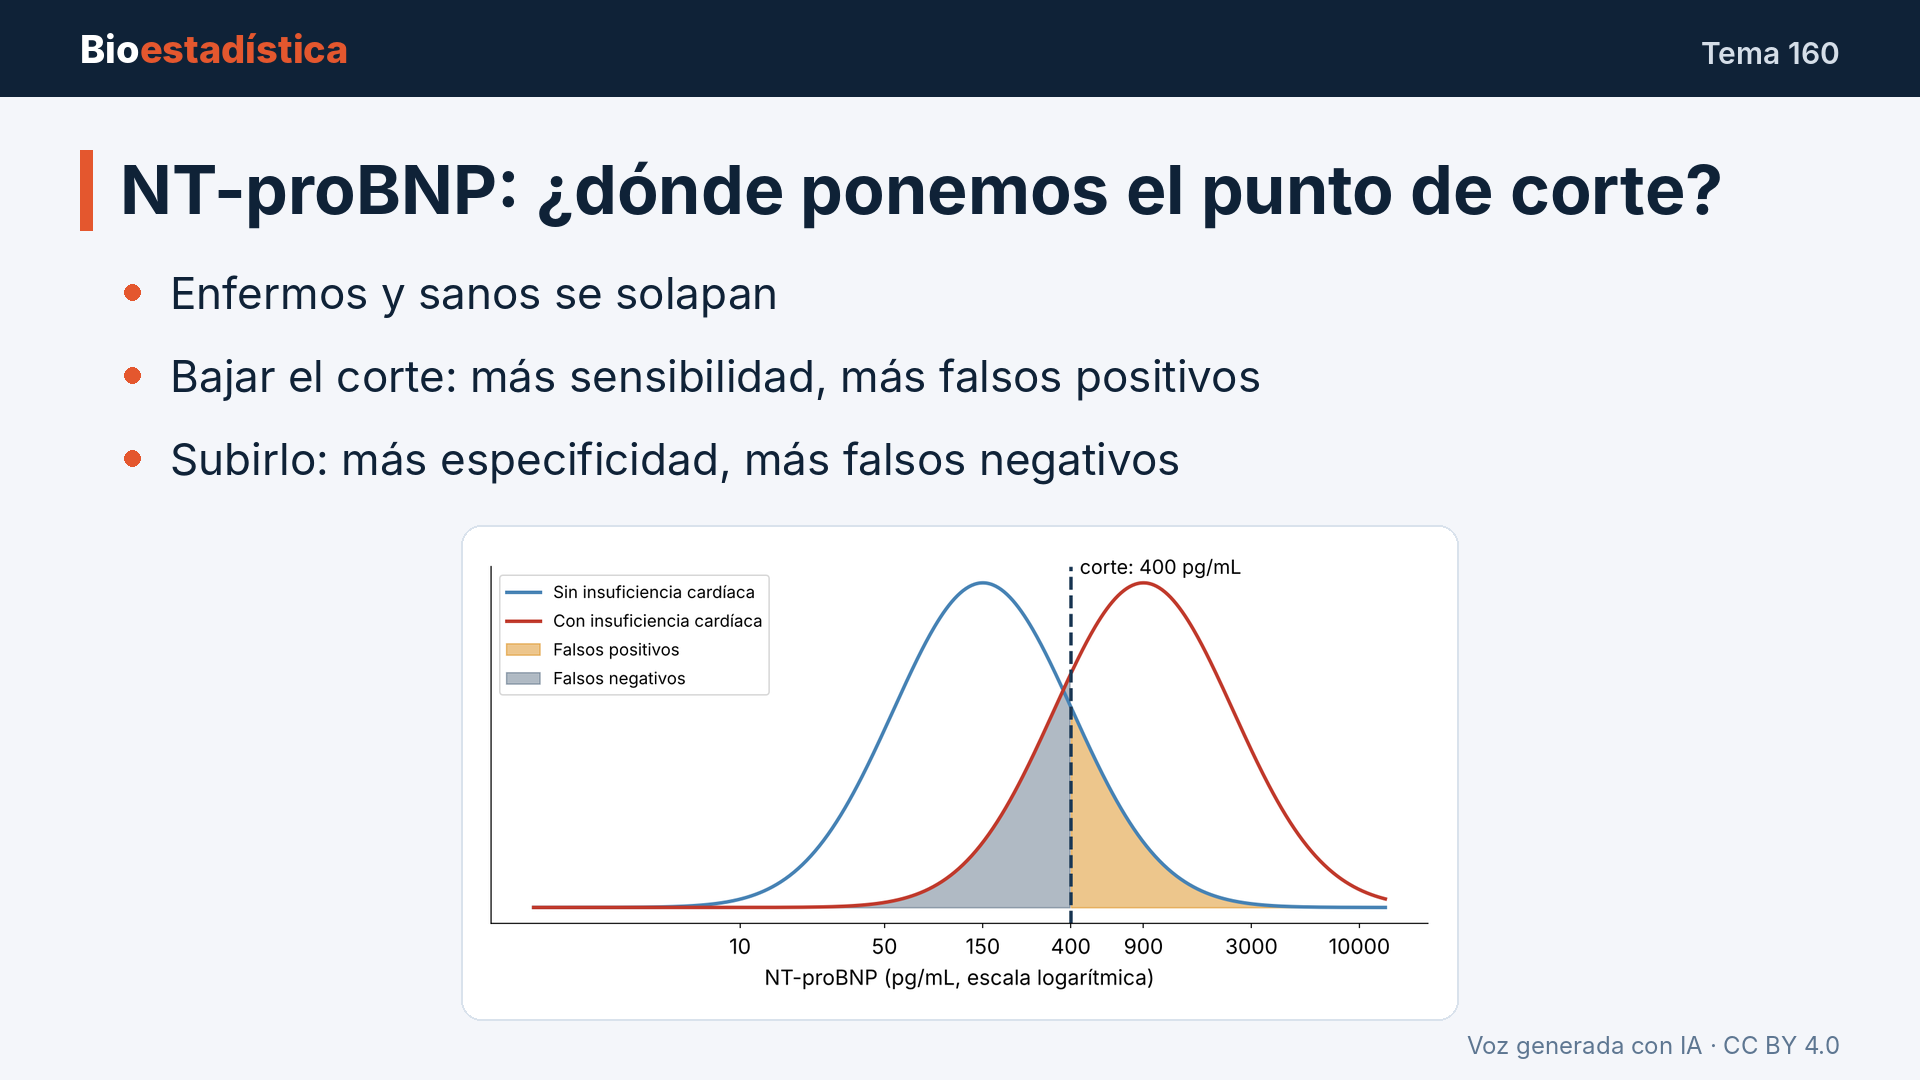 Bioestadística
Tema 160
NT-proBNP: ¿dónde ponemos el punto de corte?
Enfermos y sanos se solapan
Bajar el corte: más sensibilidad, más falsos positivos
Subirlo: más especificidad, más falsos negativos
corte: 400 pg/mL
Sin insuficiencia cardíaca
Con insuficiencia cardíaca
Falsos positivos
Falsos negativos
10 50 150 400 900 3000 10000
NT-proBNP (pg/mL, escala logarítmica)
Voz generada con IA · CC BY 4.0